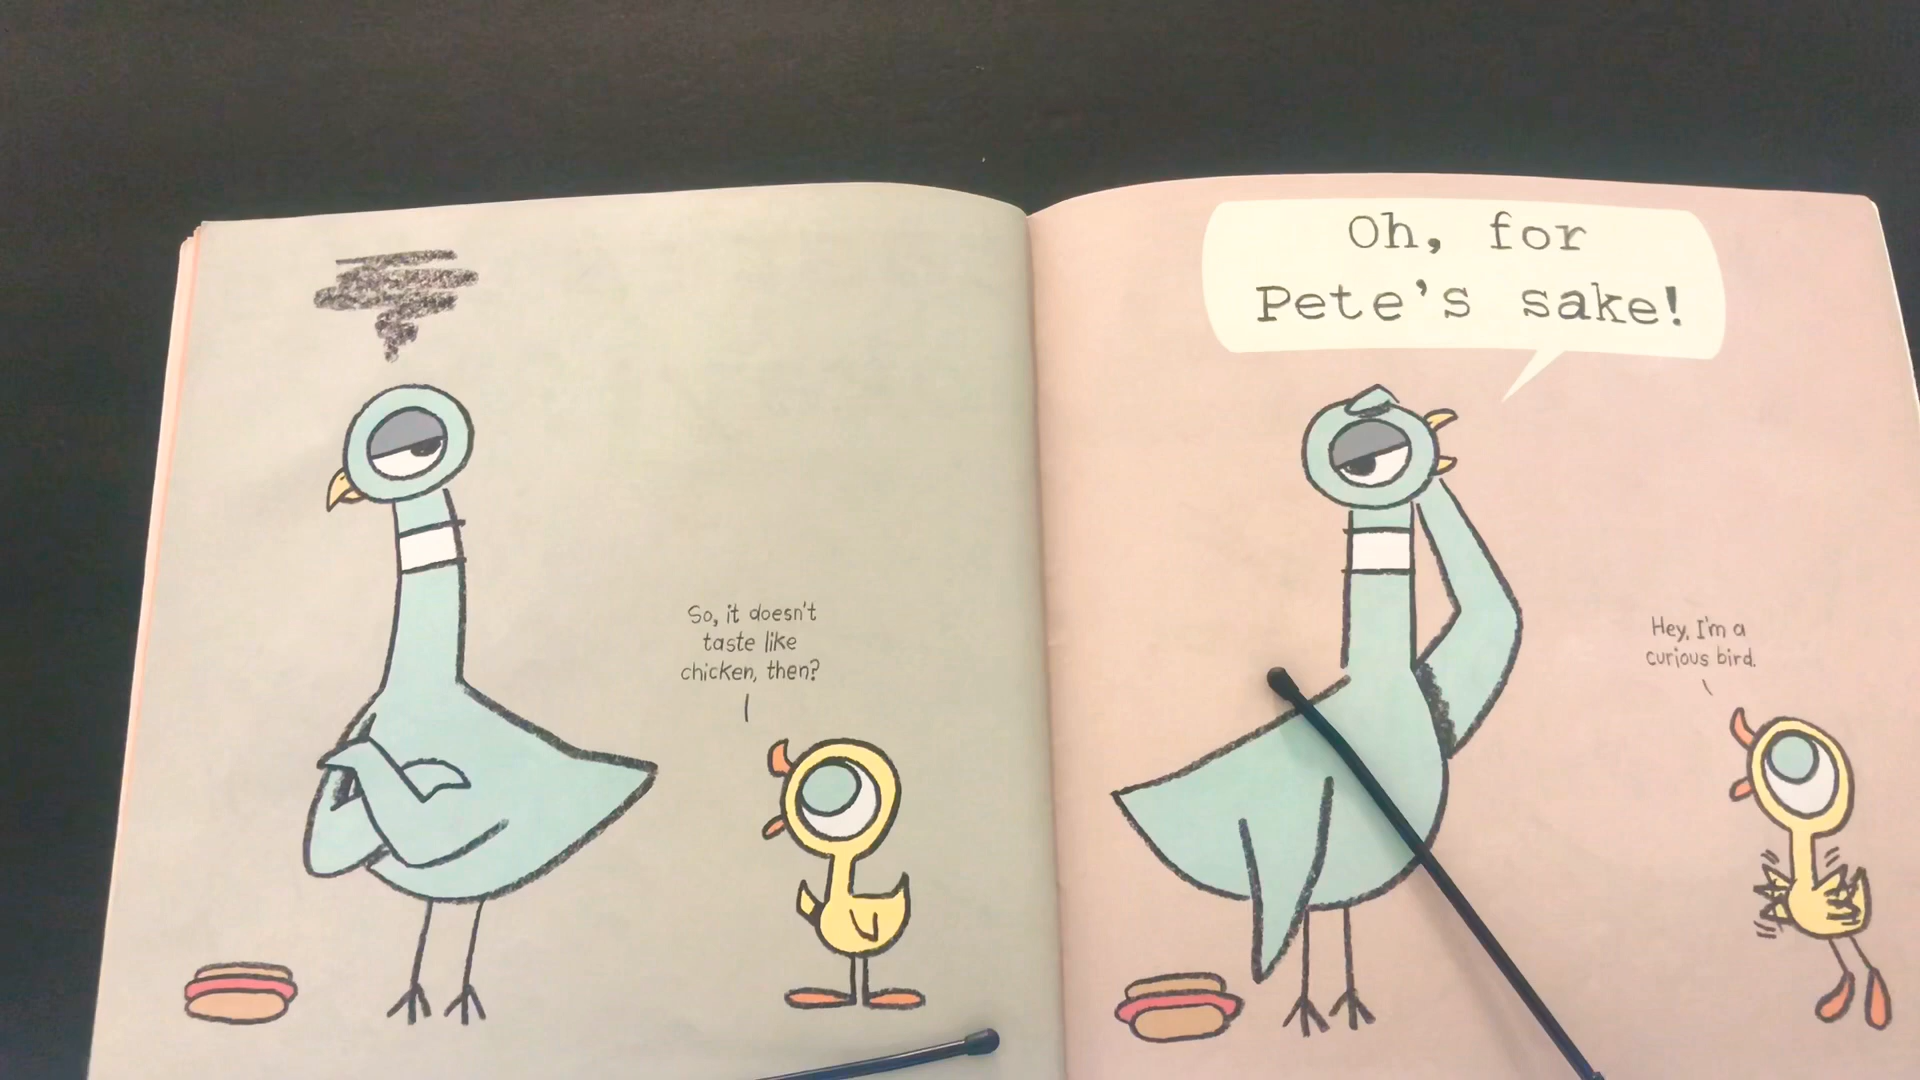 So, it doesn't
taste like
chicken, then?
Oh, for
Pete's sake!
Hey, I'm a
curious bird.